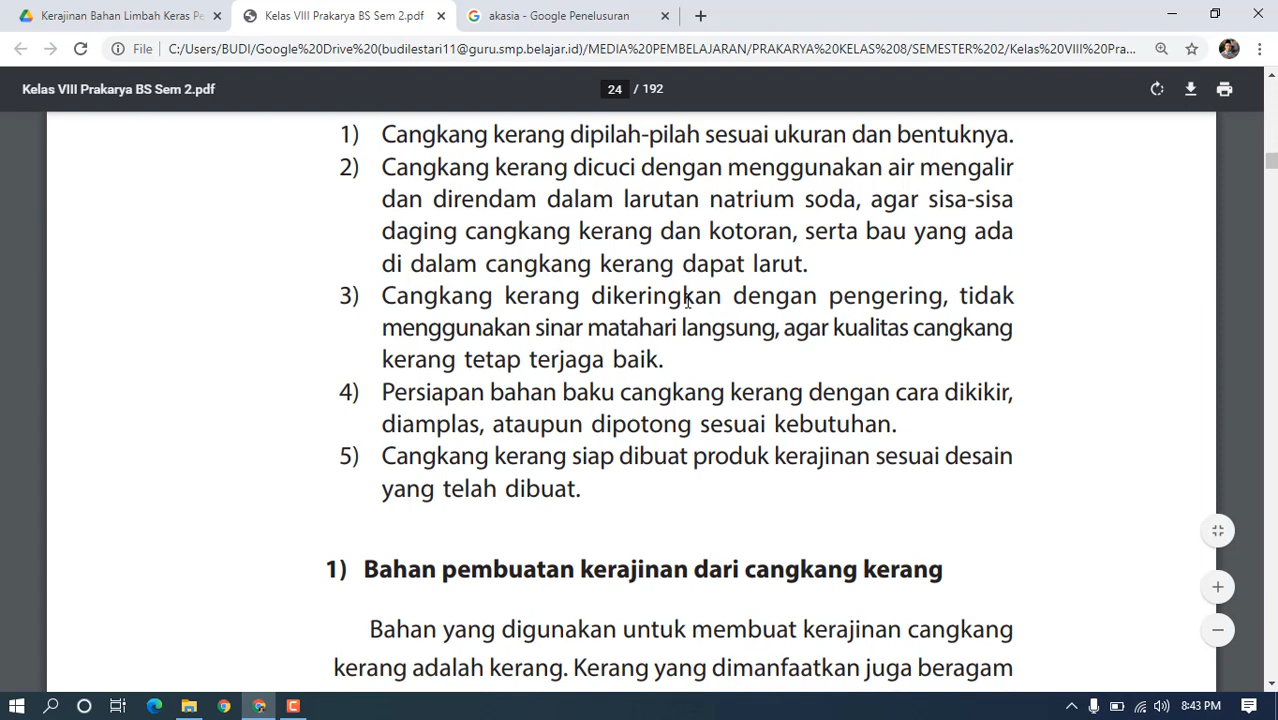 Kerajinan Bahan Limbah Keras Pe
Kelas VIII Prakarya BS Sem 2.pdf
akasia - Google Penelusuran
File
C:/Users/BUDI/Google%20Drive%20(budilestari11@guru.smp.belajar.id)/MEDIA%20PEMBELAJARAN/PRAKARYA%20KELAS%208/SEMESTER%202/Kelas%20VIII%20Pra...
Kelas VIII Prakarya BS Sem 2.pdf
24 / 192
1) Cangkang kerang dipilah-pilah sesuai ukuran dan bentuknya.
2) Cangkang kerang dicuci dengan menggunakan air mengalir
dan direndam dalam larutan natrium soda, agar sisa-sisa
daging cangkang kerang dan kotoran, serta bau yang ada
di dalam cangkang kerang dapat larut.
3) Cangkang kerang dikeringkan dengan pengering, tidak
menggunakan sinar matahari langsung, agar kualitas cangkang
kerang tetap terjaga baik.
4) Persiapan bahan baku cangkang kerang dengan cara dikikir,
diamplas, ataupun dipotong sesuai kebutuhan.
5) Cangkang kerang siap dibuat produk kerajinan sesuai desain
yang telah dibuat.
1) Bahan pembuatan kerajinan dari cangkang kerang
Bahan yang digunakan untuk membuat kerajinan cangkang
kerang adalah kerang. Kerang yang dimanfaatkan juga beragam
8:43 PM